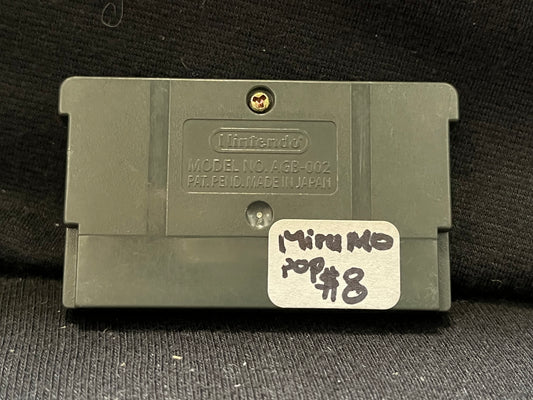 Nintendo
MODEL NO. AGB-002
PAT. PEND. MADE IN JAPAN
MiruMO
pop
#8